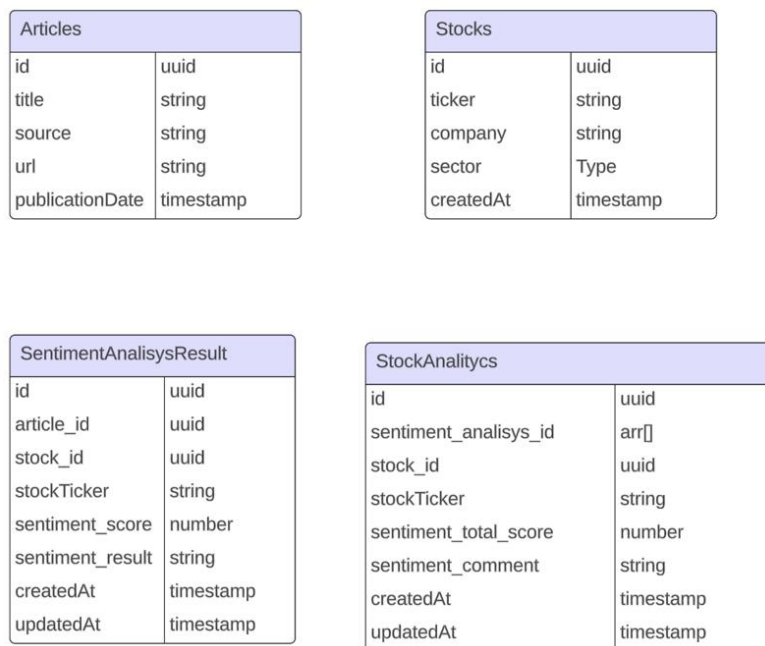 Articles
id uuid
title string
source string
url string
publicationDate timestamp
Stocks
id uuid
ticker string
company string
sector Type
createdAt timestamp
SentimentAnalisysResult
id uuid
article_id uuid
stock_id uuid
stockTicker string
sentiment_score number
sentiment_result string
createdAt timestamp
updatedAt timestamp
StockAnalitycs
id uuid
sentiment_analisys_id arr[]
stock_id uuid
stockTicker string
sentiment_total_score number
sentiment_comment string
createdAt timestamp
updatedAt timestamp